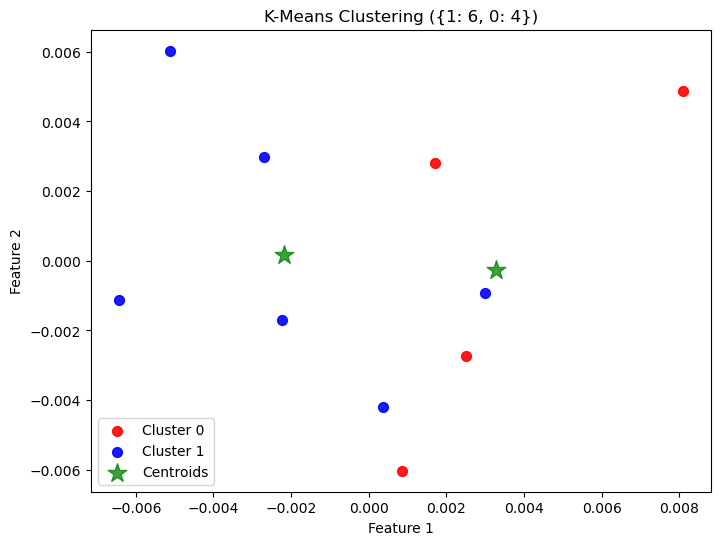 K-Means Clustering ({1: 6, 0: 4})
0.006
0.004
0.002
0.000
−0.002
−0.004
−0.006
Feature 2
Cluster 0
Cluster 1
Centroids
−0.006 −0.004 −0.002 0.000 0.002 0.004 0.006 0.008
Feature 1